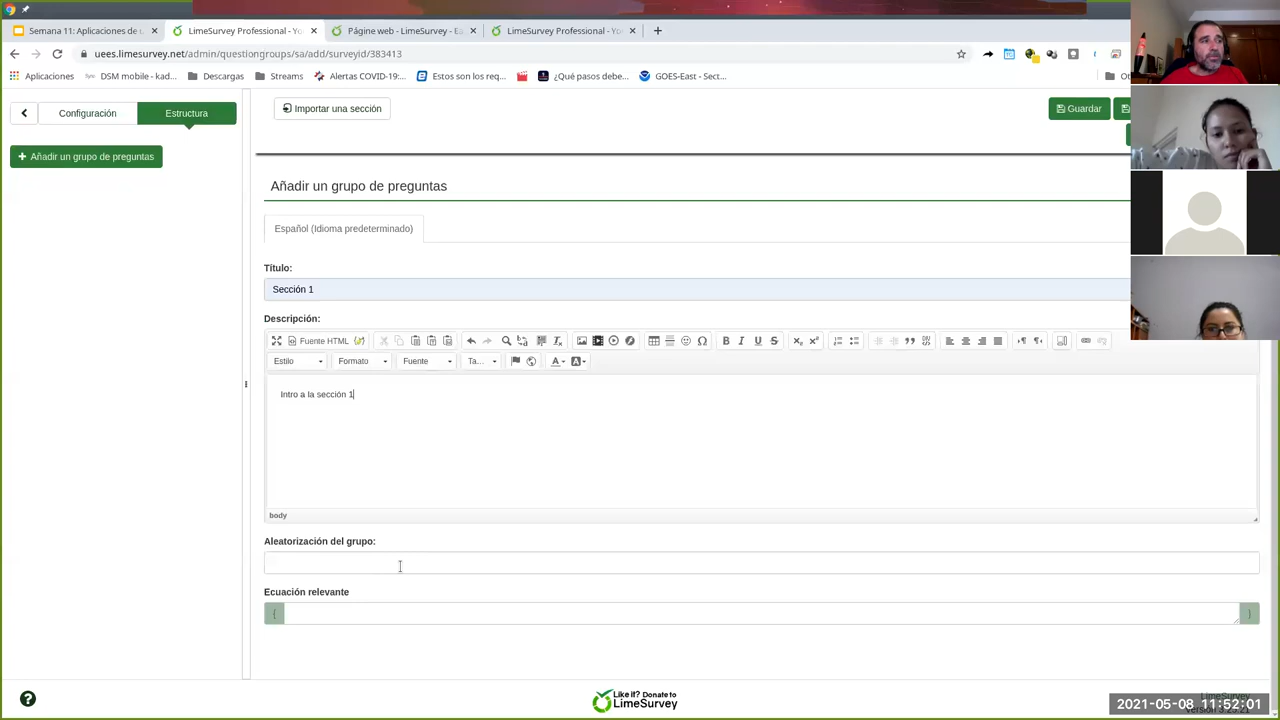 Semana 11: Aplicaciones de
LimeSurvey Professional - Yo
Págine web - LimeSurvey - Ea
LimeSurvey Professional - Yo
uees.limesurvey.net/admin/questiongroups/sa/add/surveyid/383413
Aplicaciones
DSM mobile - kad...
Descargas
Streams
Alertas COVID-19:...
Estos son los req...
¿Qué pasos debe...
GOES-East - Sect...
Configuración
Estructura
Importar una sección
Guardar
Añadir un grupo de preguntas
Añadir un grupo de preguntas
Español (Idioma predeterminado)
Título:
Sección 1
Descripción:
Fuente HTML
Estilo
Formato
Fuente
Ta...
Intro a la sección 1
body
Aleatorización del grupo:
Ecuación relevante
{
}
Like it? Donate to
LimeSurvey
LimeSurvey
2021-05-08 11:52:01